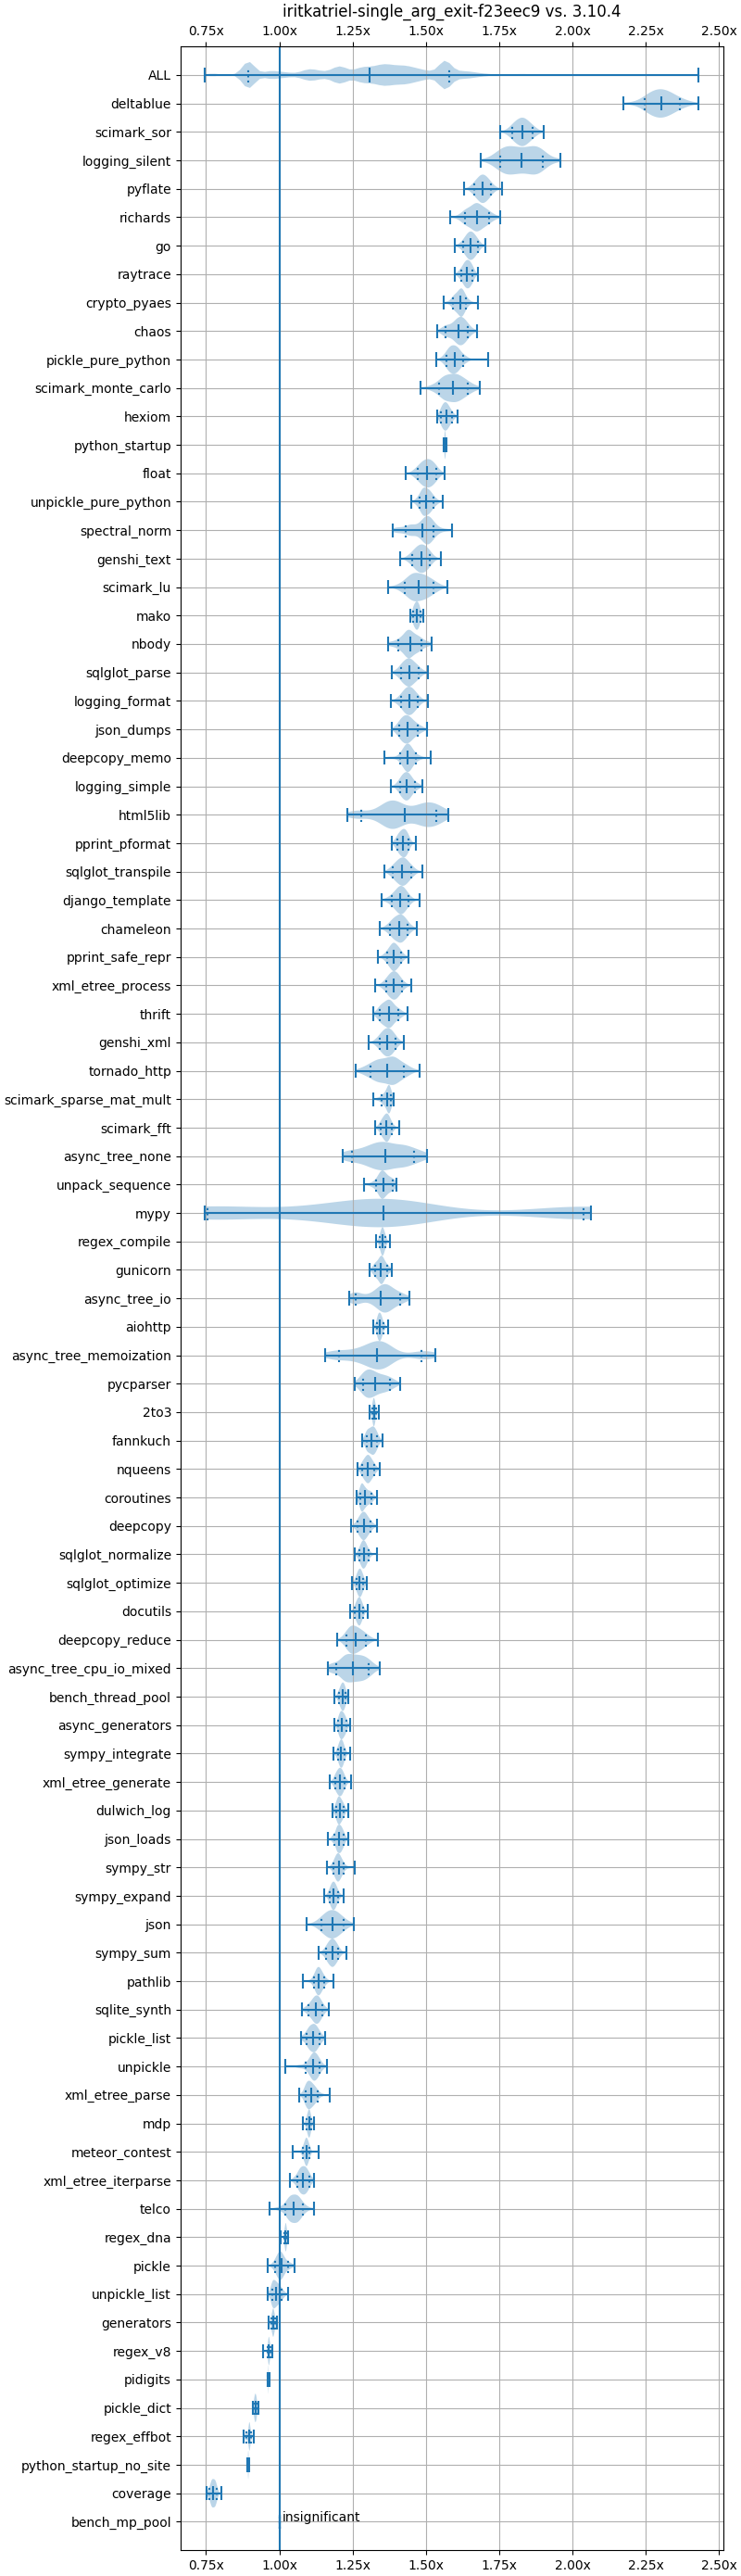 iritkatriel-single_arg_exit-f23eec9 vs. 3.10.4
0.75x 1.00x 1.25x 1.50x 1.75x 2.00x 2.25x 2.50x
ALL
deltablue
scimark_sor
logging_silent
pyflate
richards
go
raytrace
crypto_pyaes
chaos
pickle_pure_python
scimark_monte_carlo
hexiom
python_startup
float
unpickle_pure_python
spectral_norm
genshi_text
scimark_lu
mako
nbody
sqlglot_parse
logging_format
json_dumps
deepcopy_memo
logging_simple
html5lib
pprint_pformat
sqlglot_transpile
django_template
chameleon
pprint_safe_repr
xml_etree_process
thrift
genshi_xml
tornado_http
scimark_sparse_mat_mult
scimark_fft
async_tree_none
unpack_sequence
mypy
regex_compile
gunicorn
async_tree_io
aiohttp
async_tree_memoization
pycparser
2to3
fannkuch
nqueens
coroutines
deepcopy
sqlglot_normalize
sqlglot_optimize
docutils
deepcopy_reduce
async_tree_cpu_io_mixed
bench_thread_pool
async_generators
sympy_integrate
xml_etree_generate
dulwich_log
json_loads
sympy_str
sympy_expand
json
sympy_sum
pathlib
sqlite_synth
pickle_list
unpickle
xml_etree_parse
mdp
meteor_contest
xml_etree_iterparse
telco
regex_dna
pickle
unpickle_list
generators
regex_v8
pidigits
pickle_dict
regex_effbot
python_startup_no_site
coverage
bench_mp_pool insignificant
0.75x 1.00x 1.25x 1.50x 1.75x 2.00x 2.25x 2.50x